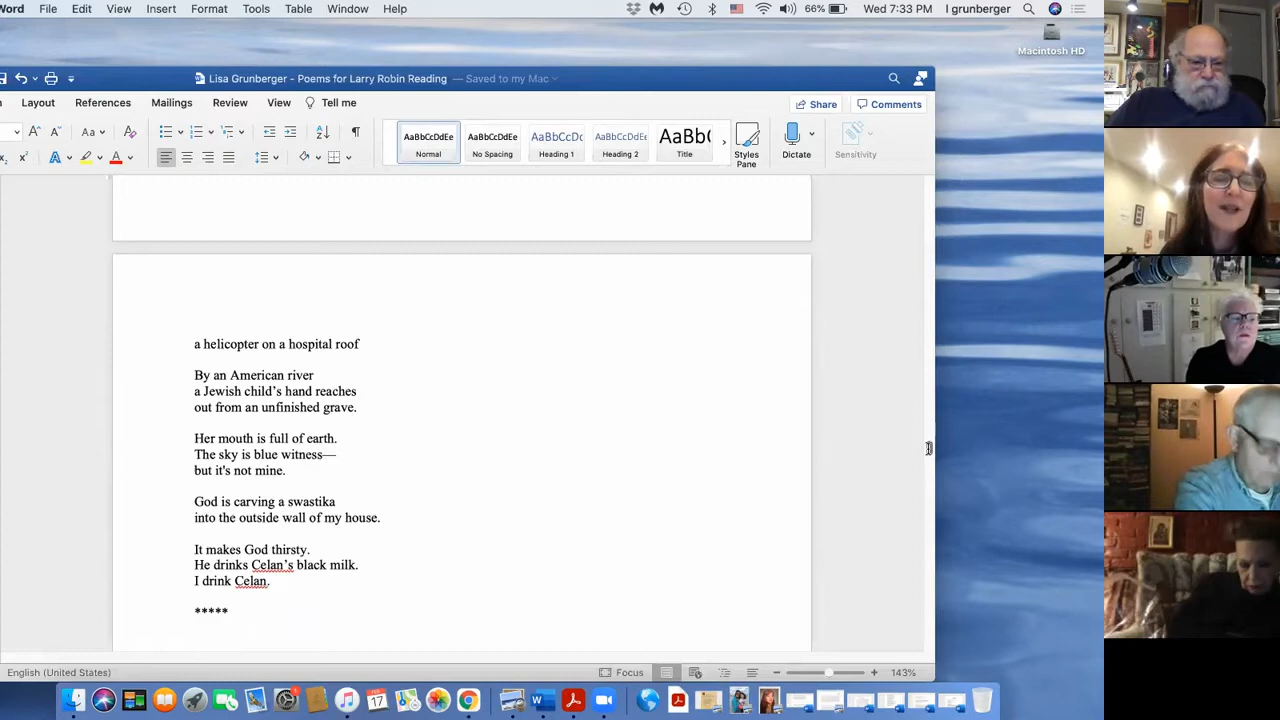 Word File Edit View Insert Format Tools Table Window Help 66% Wed 7:33 PM l grunberger
Macintosh HD
Lisa Grunberger - Poems for Larry Robin Reading — Saved to my Mac
Layout References Mailings Review View Tell me Share Comments
AaBbCcDdEe AaBbCcDdEe AaBbCcDc AaBbCcDdEe AaBb(
Normal No Spacing Heading 1 Heading 2 Title Styles Pane Dictate Sensitivity
a helicopter on a hospital roof
By an American river
a Jewish child’s hand reaches
out from an unfinished grave.
Her mouth is full of earth.
The sky is blue witness—
but it's not mine.
God is carving a swastika
into the outside wall of my house.
It makes God thirsty.
He drinks Celan’s black milk.
I drink Celan.
*****
English (United States) Focus 143%
17